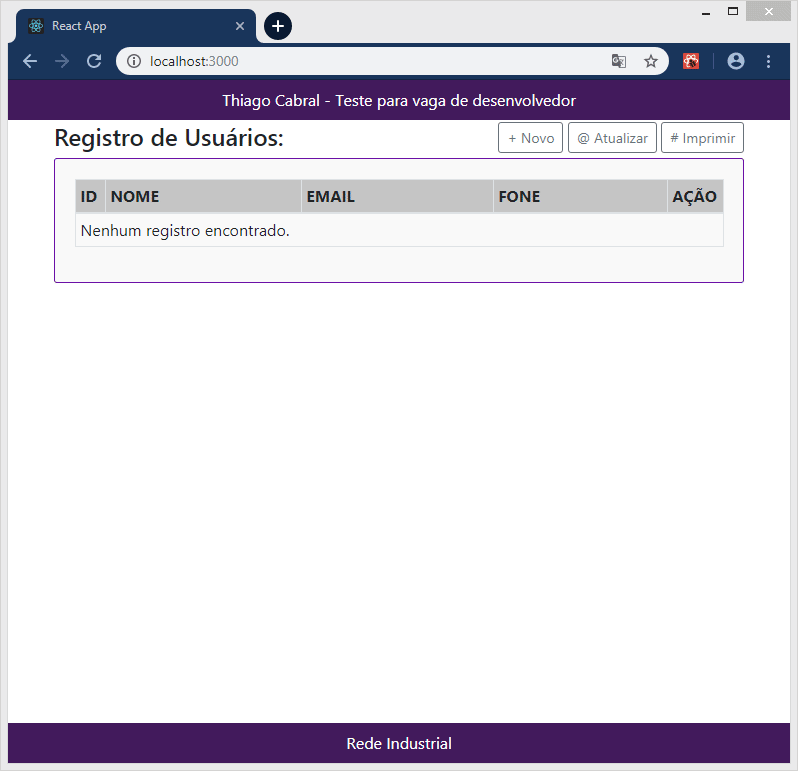 React App
localhost:3000
Thiago Cabral - Teste para vaga de desenvolvedor
Registro de Usuários: + Novo @ Atualizar # Imprimir
ID NOME EMAIL FONE AÇÃO
Nenhum registro encontrado.
Rede Industrial